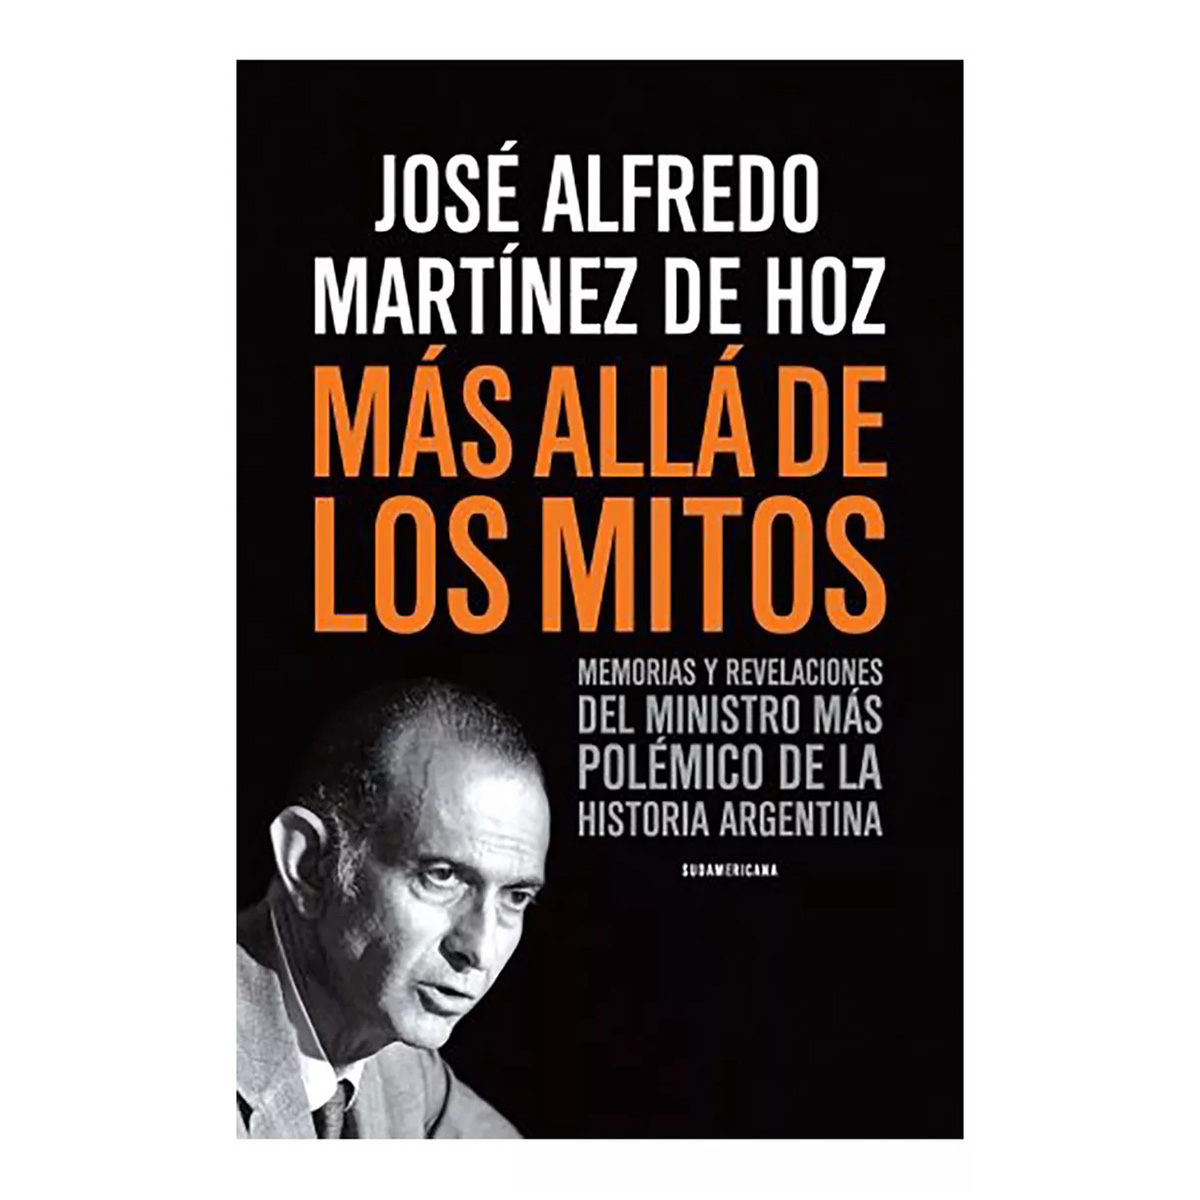 JOSÉ ALFREDO
MARTÍNEZ DE HOZ
MÁS ALLÁ DE
LOS MITOS
MEMORIAS Y REVELACIONES
DEL MINISTRO MÁS
POLÉMICO DE LA
HISTORIA ARGENTINA
SUDAMERICANA